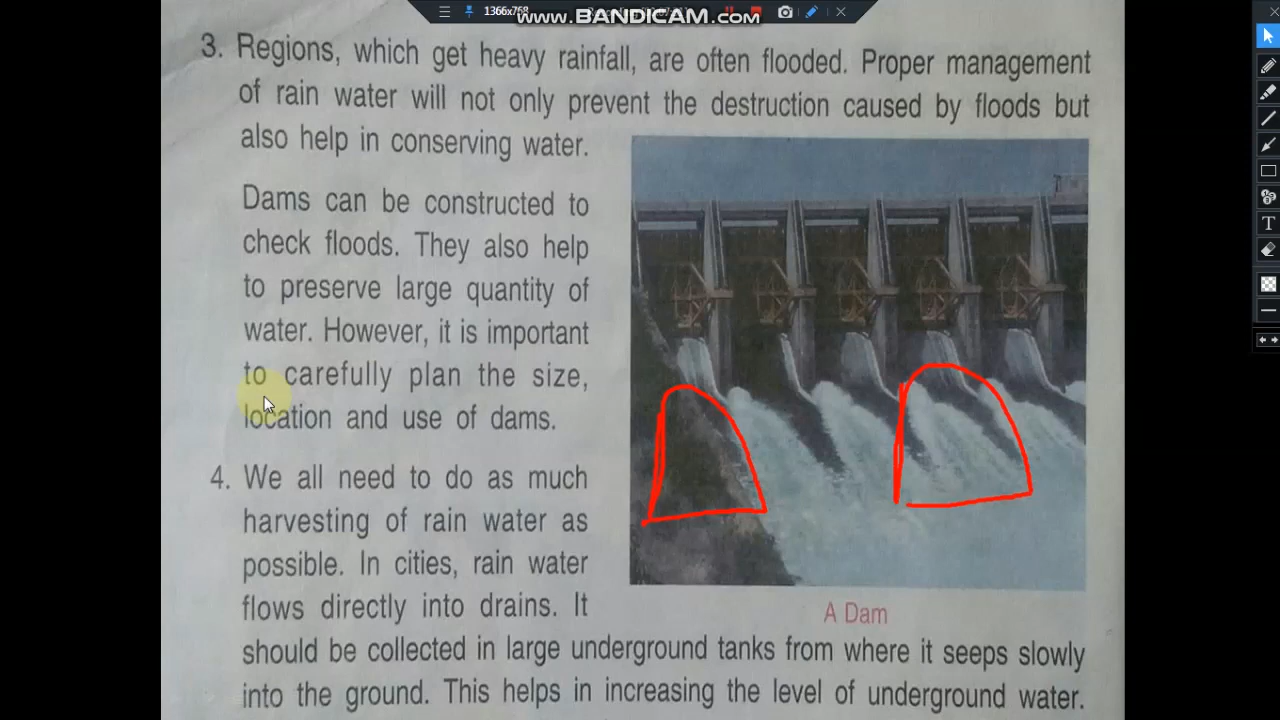 1366x768
www.BANDICAM.com
3. Regions, which get heavy rainfall, are often flooded. Proper management
of rain water will not only prevent the destruction caused by floods but
also help in conserving water.
Dams can be constructed to
check floods. They also help
to preserve large quantity of
water. However, it is important
to carefully plan the size,
location and use of dams.
4. We all need to do as much
harvesting of rain water as
possible. In cities, rain water
flows directly into drains. It
A Dam
should be collected in large underground tanks from where it seeps slowly
into the ground. This helps in increasing the level of underground water.